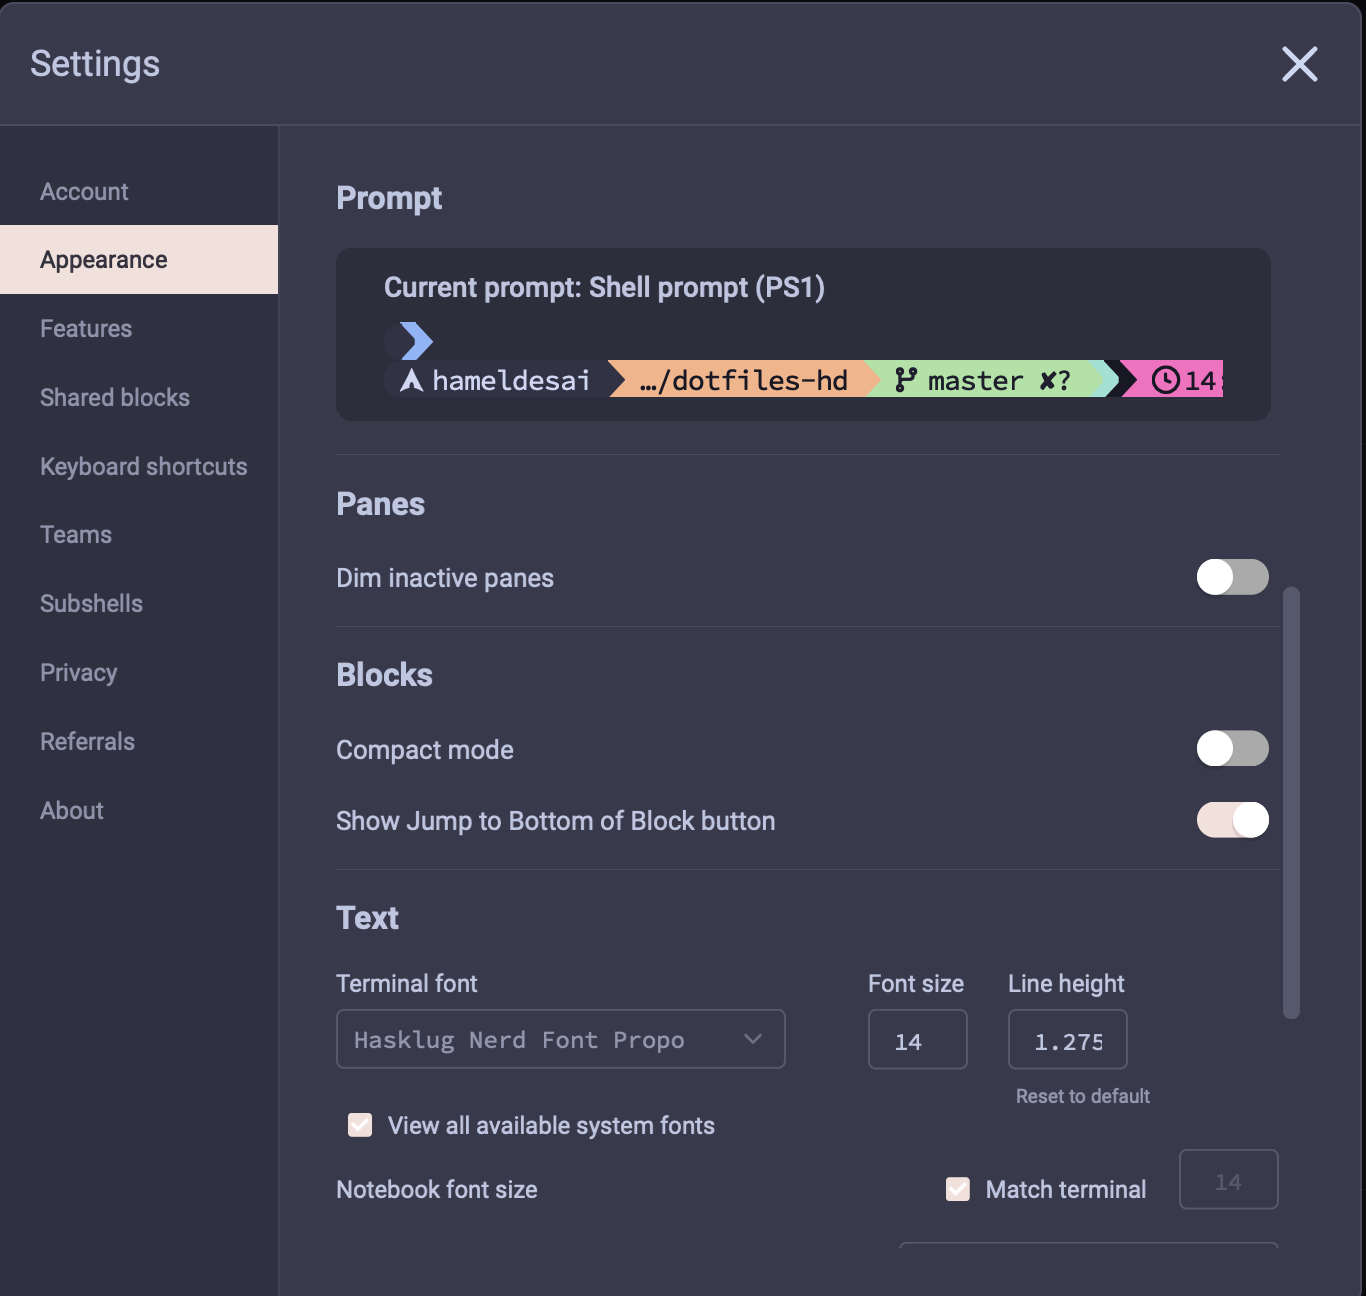 Settings
Account
Appearance
Features
Shared blocks
Keyboard shortcuts
Teams
Subshells
Privacy
Referrals
About
Prompt
Current prompt: Shell prompt (PS1)
hameldesai …/dotfiles-hd master ✘? 14:
Panes
Dim inactive panes
Blocks
Compact mode
Show Jump to Bottom of Block button
Text
Terminal font Font size Line height
Hasklug Nerd Font Propo 14 1.275
Reset to default
View all available system fonts
Notebook font size Match terminal 14